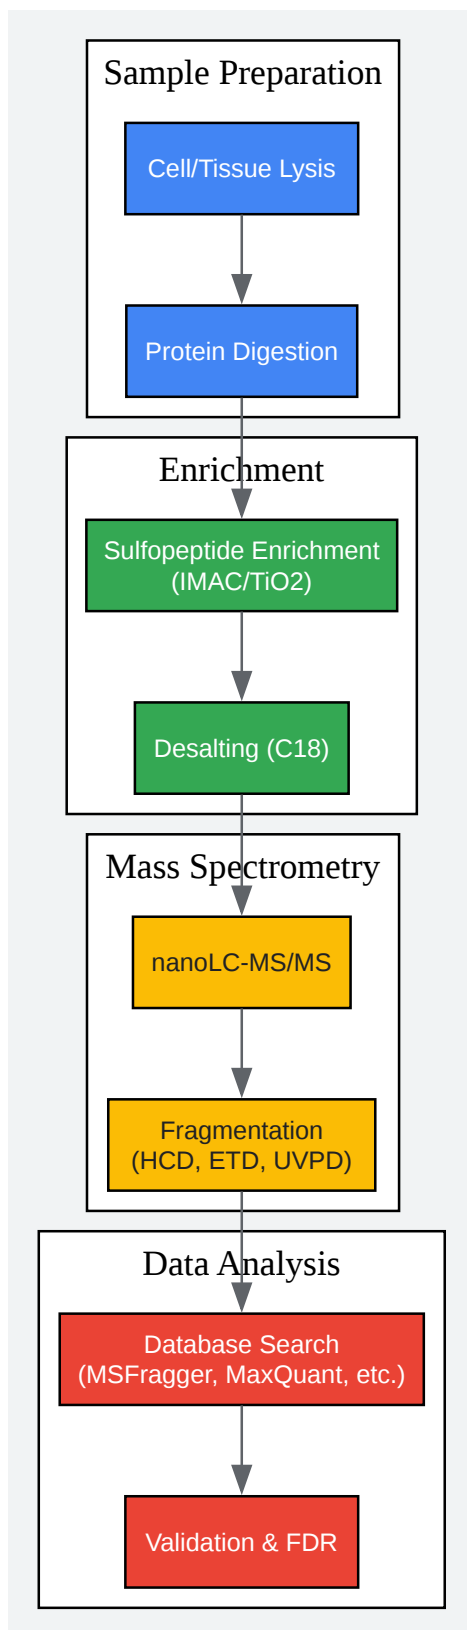 Sample Preparation
Cell/Tissue Lysis
Protein Digestion
Enrichment
Sulfopeptide Enrichment
(IMAC/TiO2)
Desalting (C18)
Mass Spectrometry
nanoLC-MS/MS
Fragmentation
(HCD, ETD, UVPD)
Data Analysis
Database Search
(MSFragger, MaxQuant, etc.)
Validation & FDR